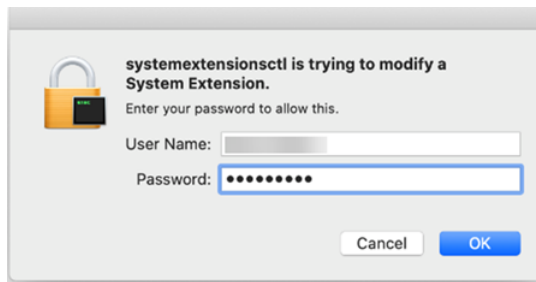 systemextensionsctl is trying to modify a
System Extension.
Enter your password to allow this.
User Name:
Password: •••••••••
Cancel OK